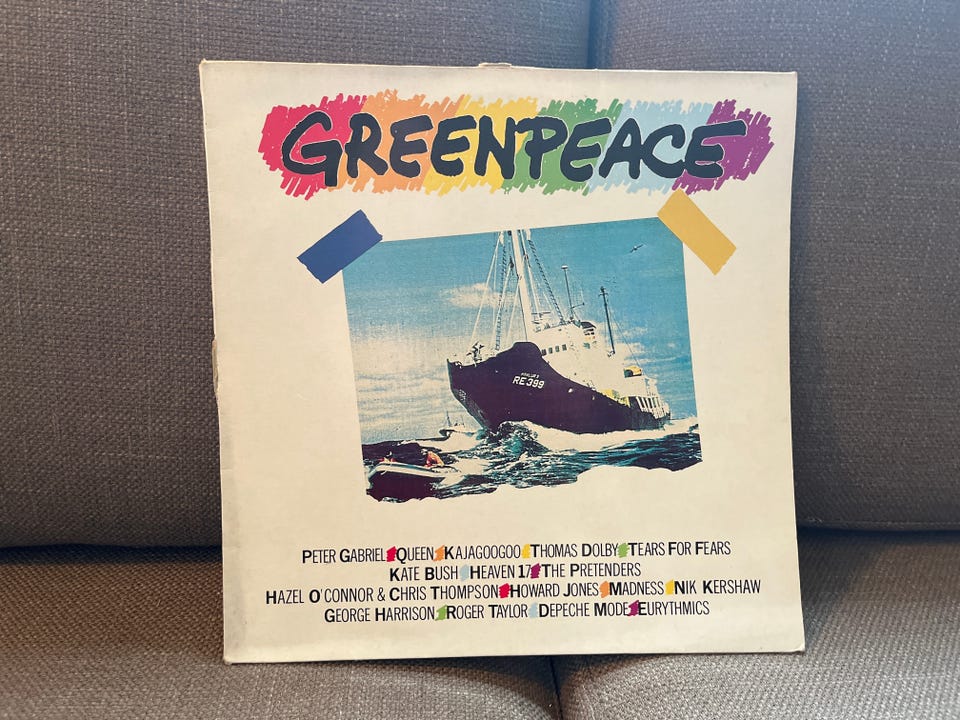 GREENPEACE
RE 399
PETER GABRIEL QUEEN KAJAGOOGOO THOMAS DOLBY TEARS FOR FEARS
KATE BUSH HEAVEN 17 THE PRETENDERS
HAZEL O'CONNOR & CHRIS THOMPSON HOWARD JONES MADNESS NIK KERSHAW
GEORGE HARRISON ROGER TAYLOR DEPECHE MODE EURYTHMICS